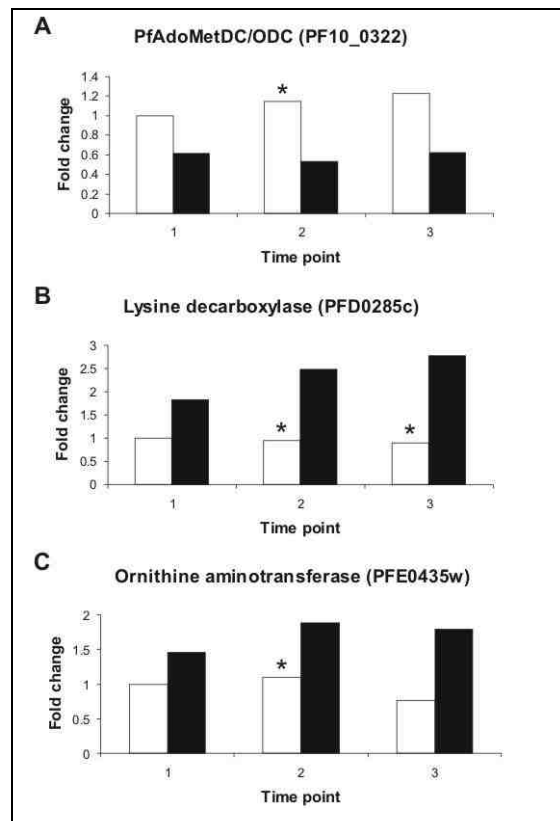 A
PfAdoMetDC/ODC (PF10_0322)
1.4
1.2
1
0.8
0.6
0.4
0.2
0
Fold change
*
1 2 3
Time point
B
Lysine decarboxylase (PFD0285c)
3
2.5
2
1.5
1
0.5
0
Fold change
* *
1 2 3
Time point
C
Ornithine aminotransferase (PFE0435w)
2
1.5
1
0.5
0
Fold change
*
1 2 3
Time point